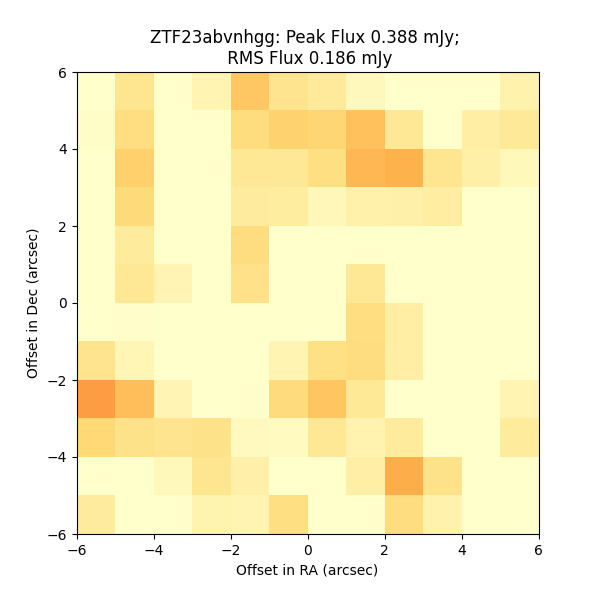 ZTF23abvnhgg: Peak Flux 0.388 mJy;
RMS Flux 0.186 mJy
6
4
2
0
−2
−4
−6
Offset in Dec (arcsec)
−6 −4 −2 0 2 4 6
Offset in RA (arcsec)